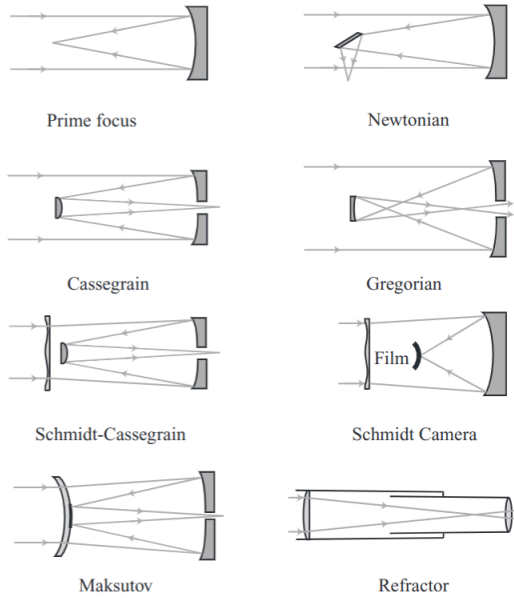 Prime focus
Newtonian
Cassegrain
Gregorian
Film
Schmidt-Cassegrain
Schmidt Camera
Maksutov
Refractor